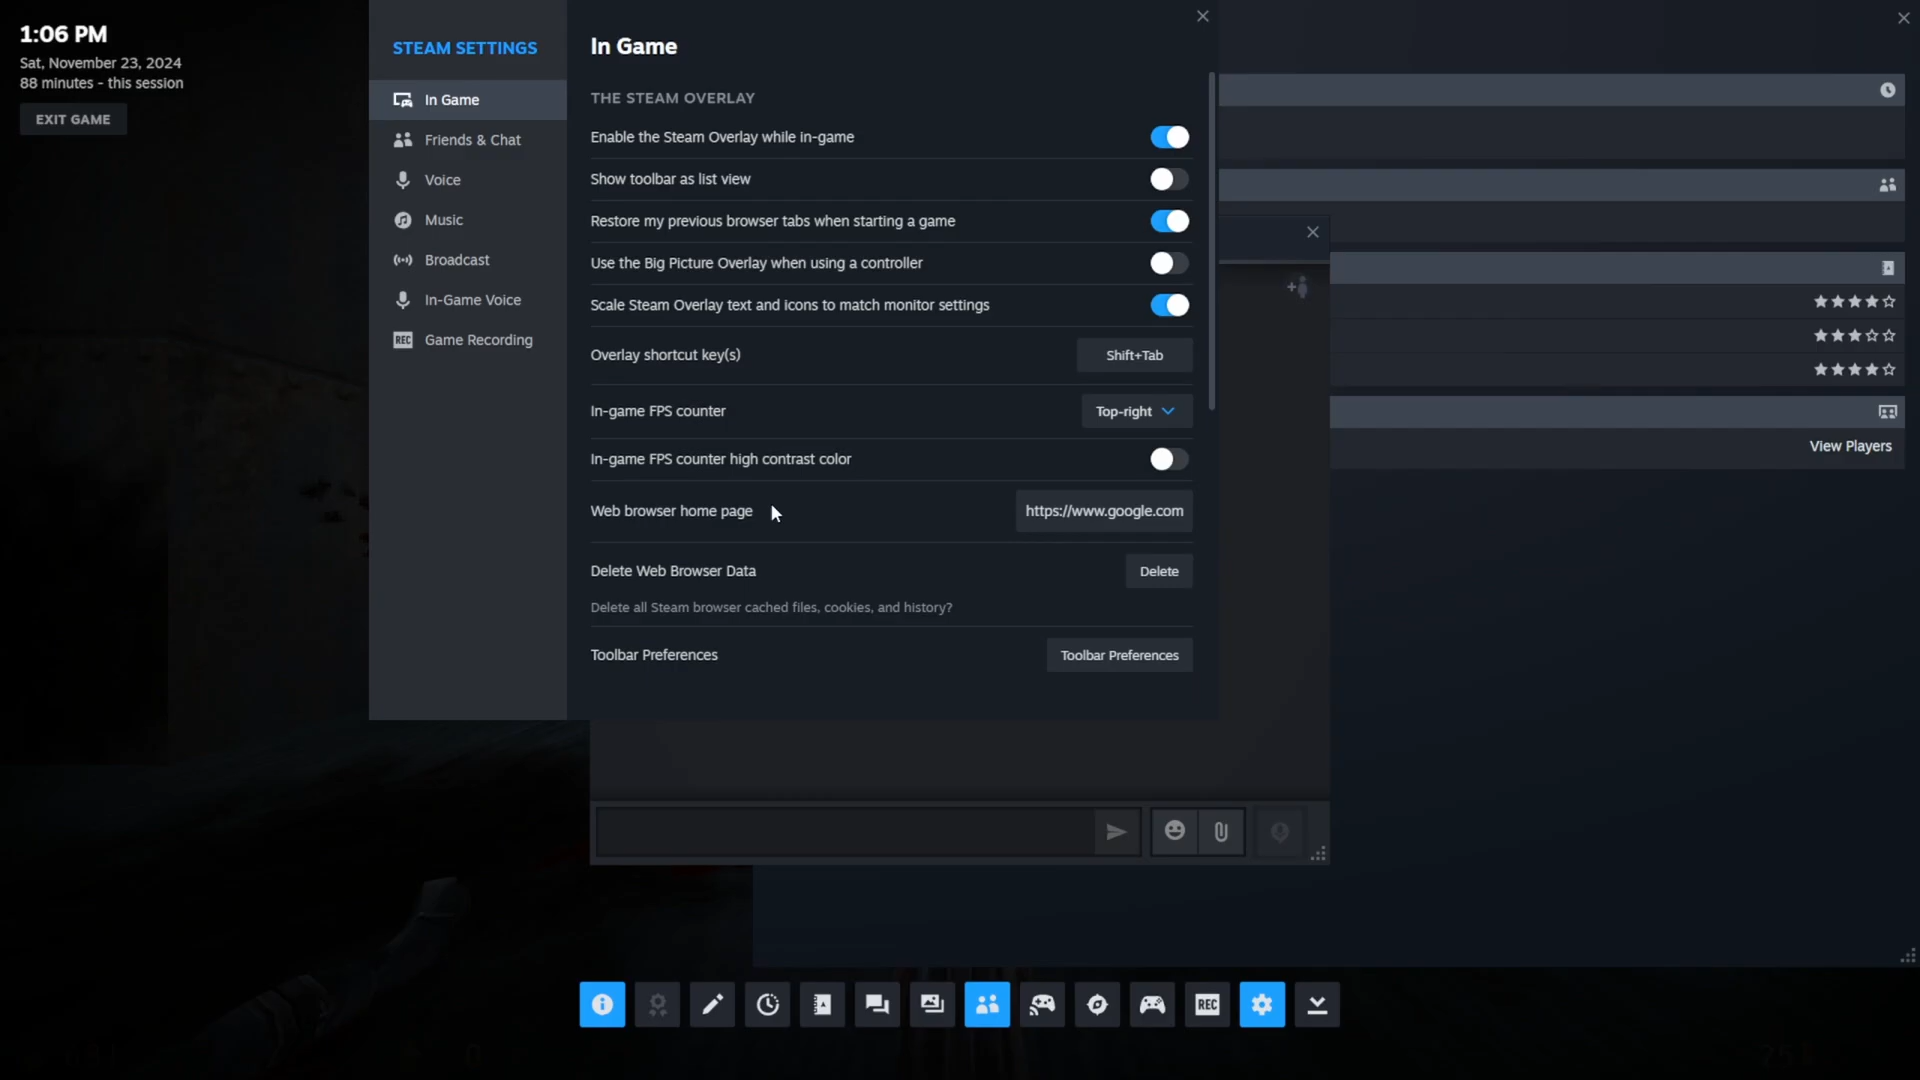 1:06 PM
Sat, November 23, 2024
88 minutes - this session
EXIT GAME
STEAM SETTINGS
In Game
Friends & Chat
Voice
Music
Broadcast
In-Game Voice
REC Game Recording
In Game
THE STEAM OVERLAY
Enable the Steam Overlay while in-game
Show toolbar as list view
Restore my previous browser tabs when starting a game
Use the Big Picture Overlay when using a controller
Scale Steam Overlay text and icons to match monitor settings
Overlay shortcut key(s) Shift+Tab
In-game FPS counter Top-right
In-game FPS counter high contrast color
Web browser home page https://www.google.com
Delete Web Browser Data Delete
Delete all Steam browser cached files, cookies, and history?
Toolbar Preferences Toolbar Preferences
View Players
REC